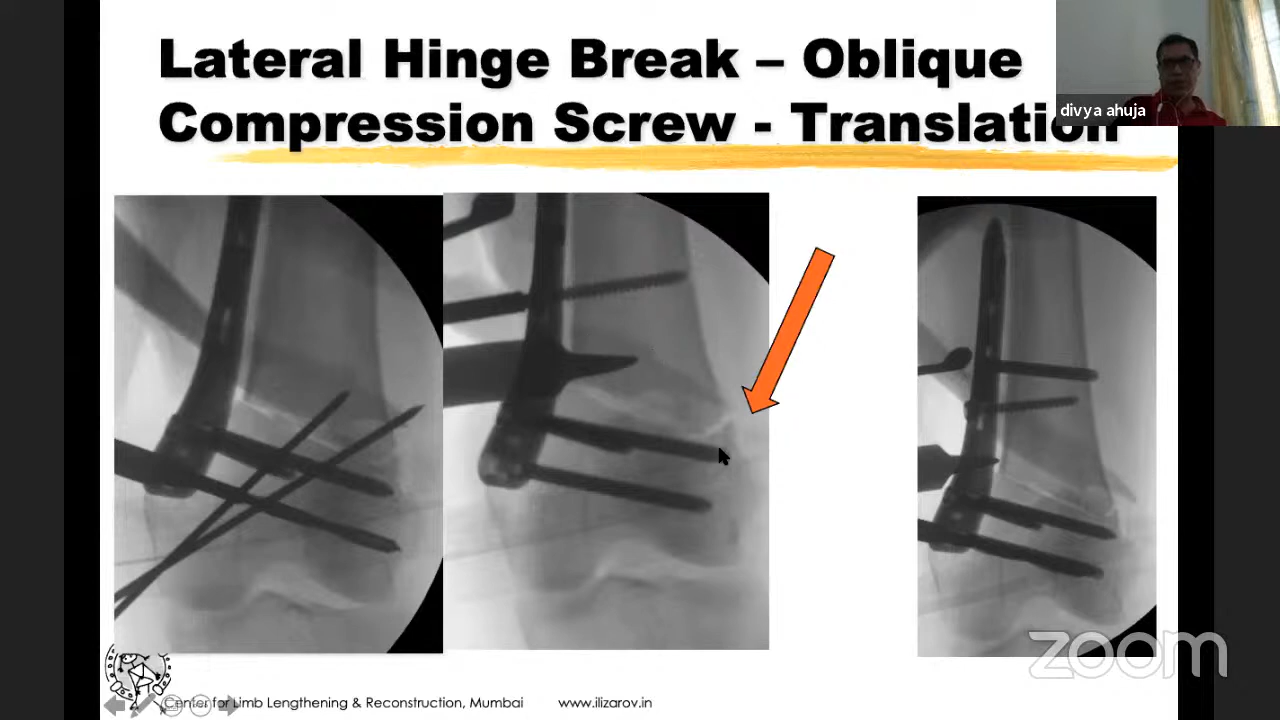 Lateral Hinge Break – Oblique
Compression Screw - Translation
divya ahuja
zoom
Center for Limb Lengthening & Reconstruction, Mumbai www.ilizarov.in